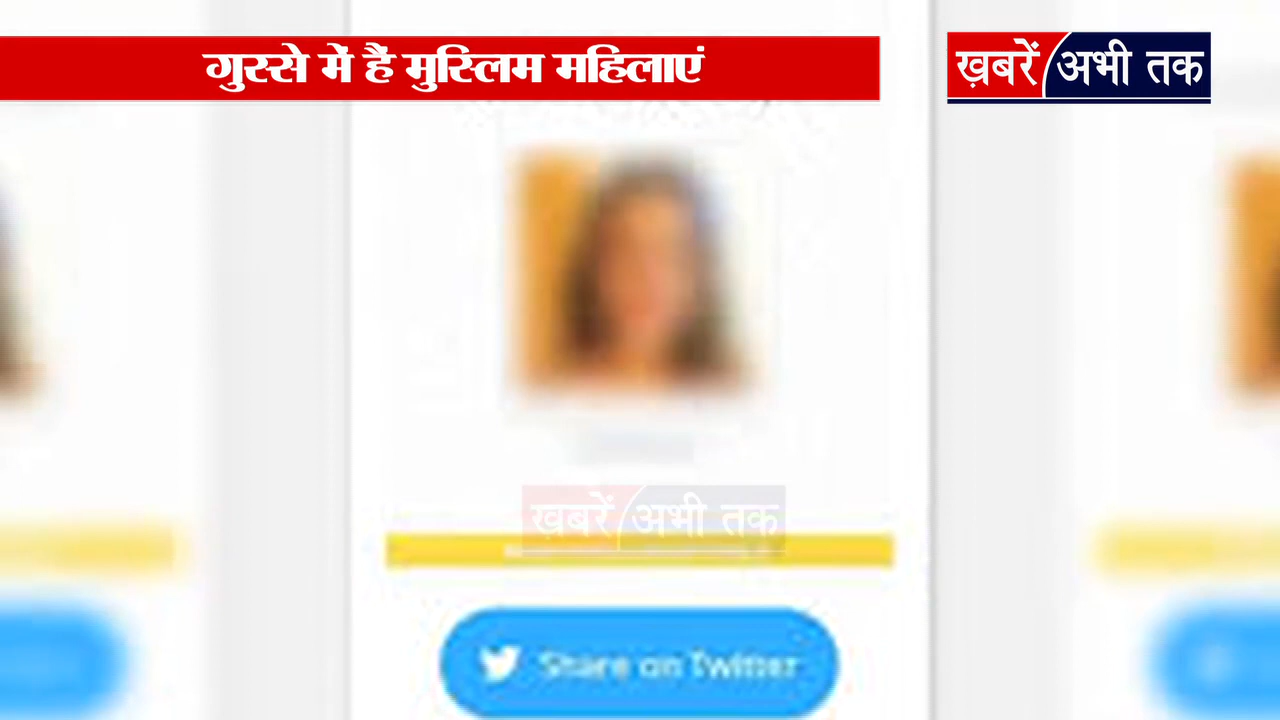 गुस्से में हैं मुस्लिम महिलाएं
ख़बरें अभी तक
ख़बरें अभी तक
Share on Twitter